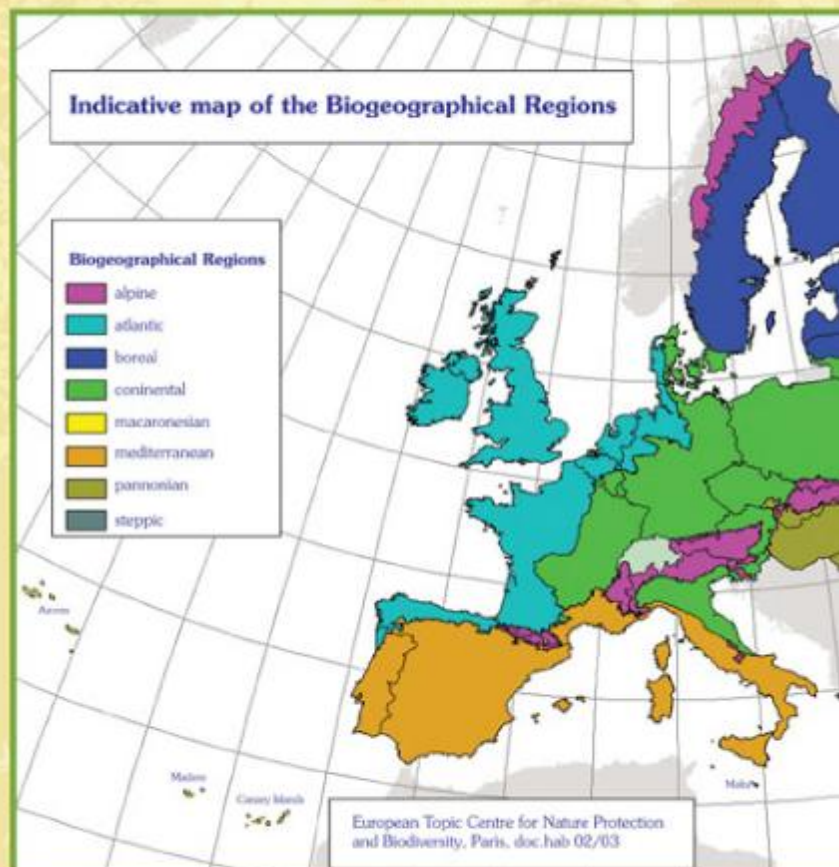 Indicative map of the Biogeographical Regions
Biogeographical Regions
alpine
atlantic
boreal
coninental
macaronesian
mediterranean
pannonian
steppic
Azores
Madeira
Canary Islands
Malta
European Topic Centre for Nature Protection
and Biodiversity, Paris, doc.hab 02/03